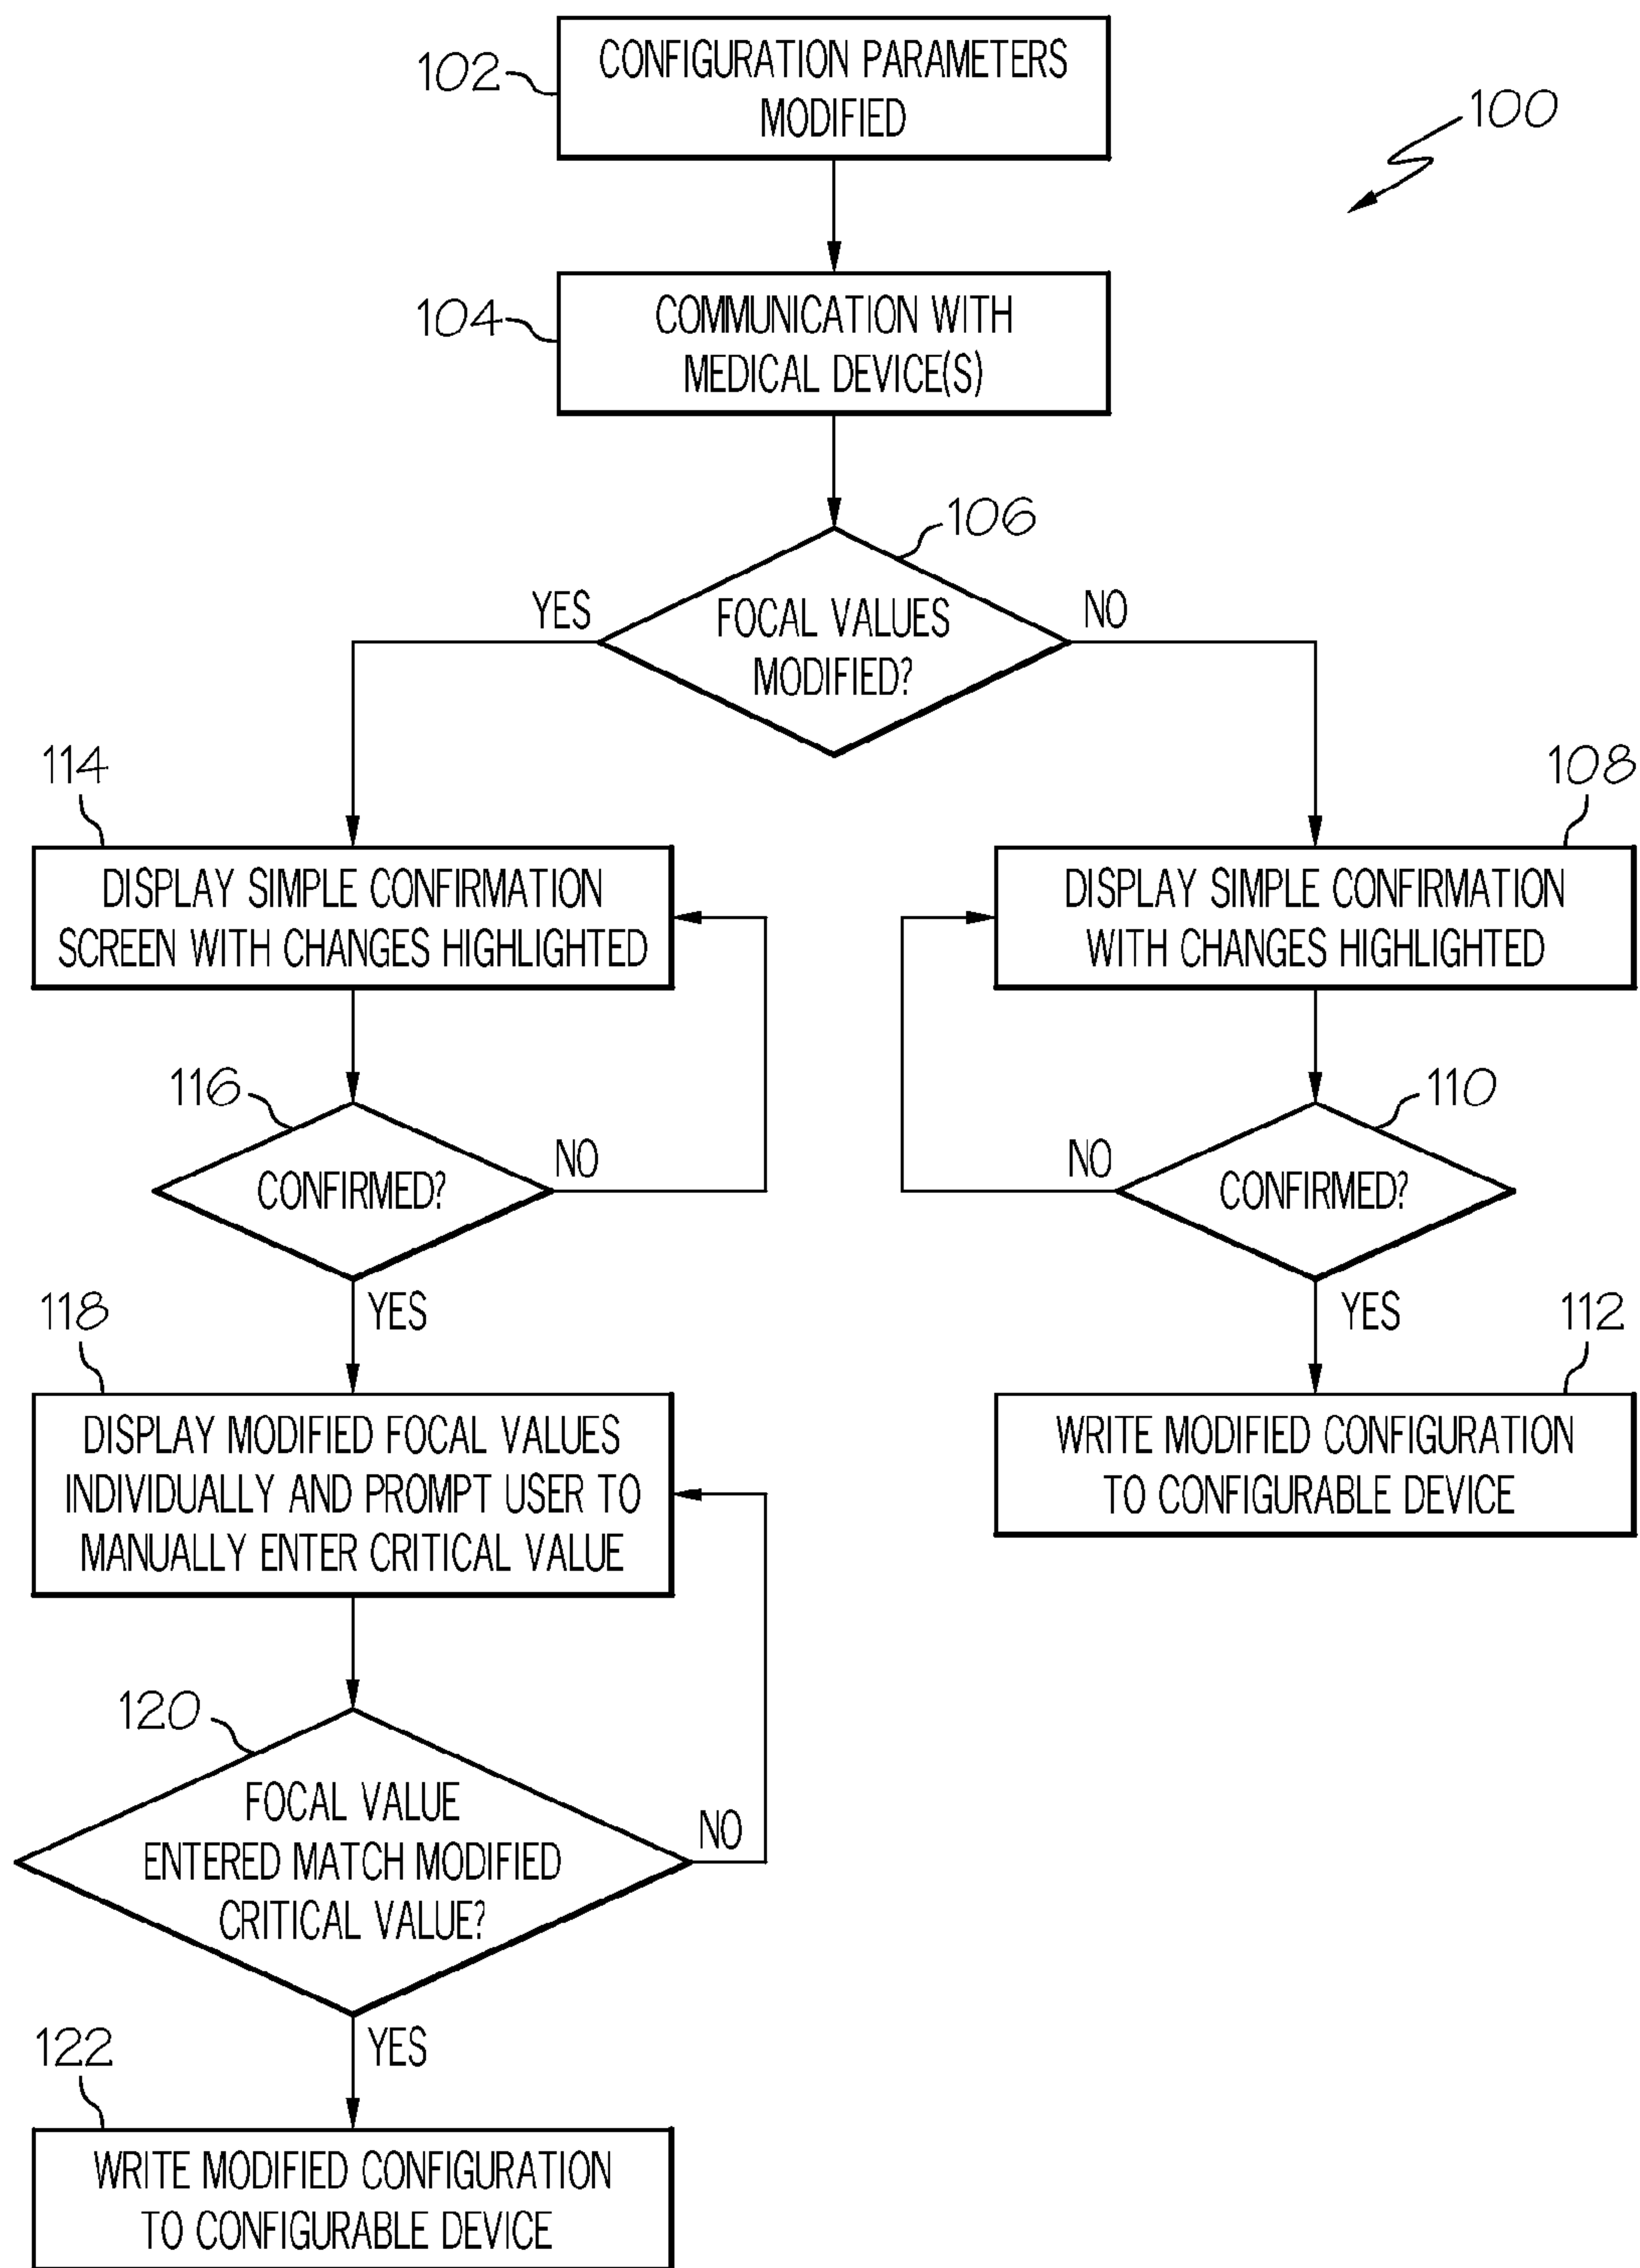 102
CONFIGURATION PARAMETERS
MODIFIED
100
104
COMMUNICATION WITH
MEDICAL DEVICE(S)
106
YES
FOCAL VALUES
MODIFIED?
NO
114
DISPLAY SIMPLE CONFIRMATION
SCREEN WITH CHANGES HIGHLIGHTED
108
DISPLAY SIMPLE CONFIRMATION
WITH CHANGES HIGHLIGHTED
116
CONFIRMED?
NO
YES
110
NO
CONFIRMED?
YES
118
DISPLAY MODIFIED FOCAL VALUES
INDIVIDUALLY AND PROMPT USER TO
MANUALLY ENTER CRITICAL VALUE
112
WRITE MODIFIED CONFIGURATION
TO CONFIGURABLE DEVICE
120
FOCAL VALUE
ENTERED MATCH MODIFIED
CRITICAL VALUE?
NO
YES
122
WRITE MODIFIED CONFIGURATION
TO CONFIGURABLE DEVICE